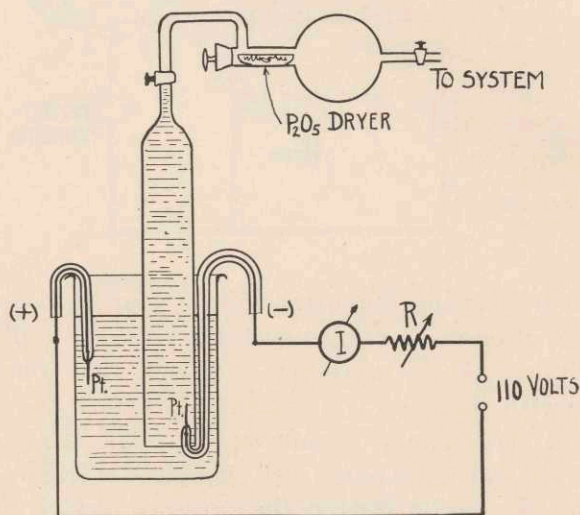 TO SYSTEM
P₂O₅ DRYER
(+)
(-)
Pt.
Pt.
I
R
110 VOLTS